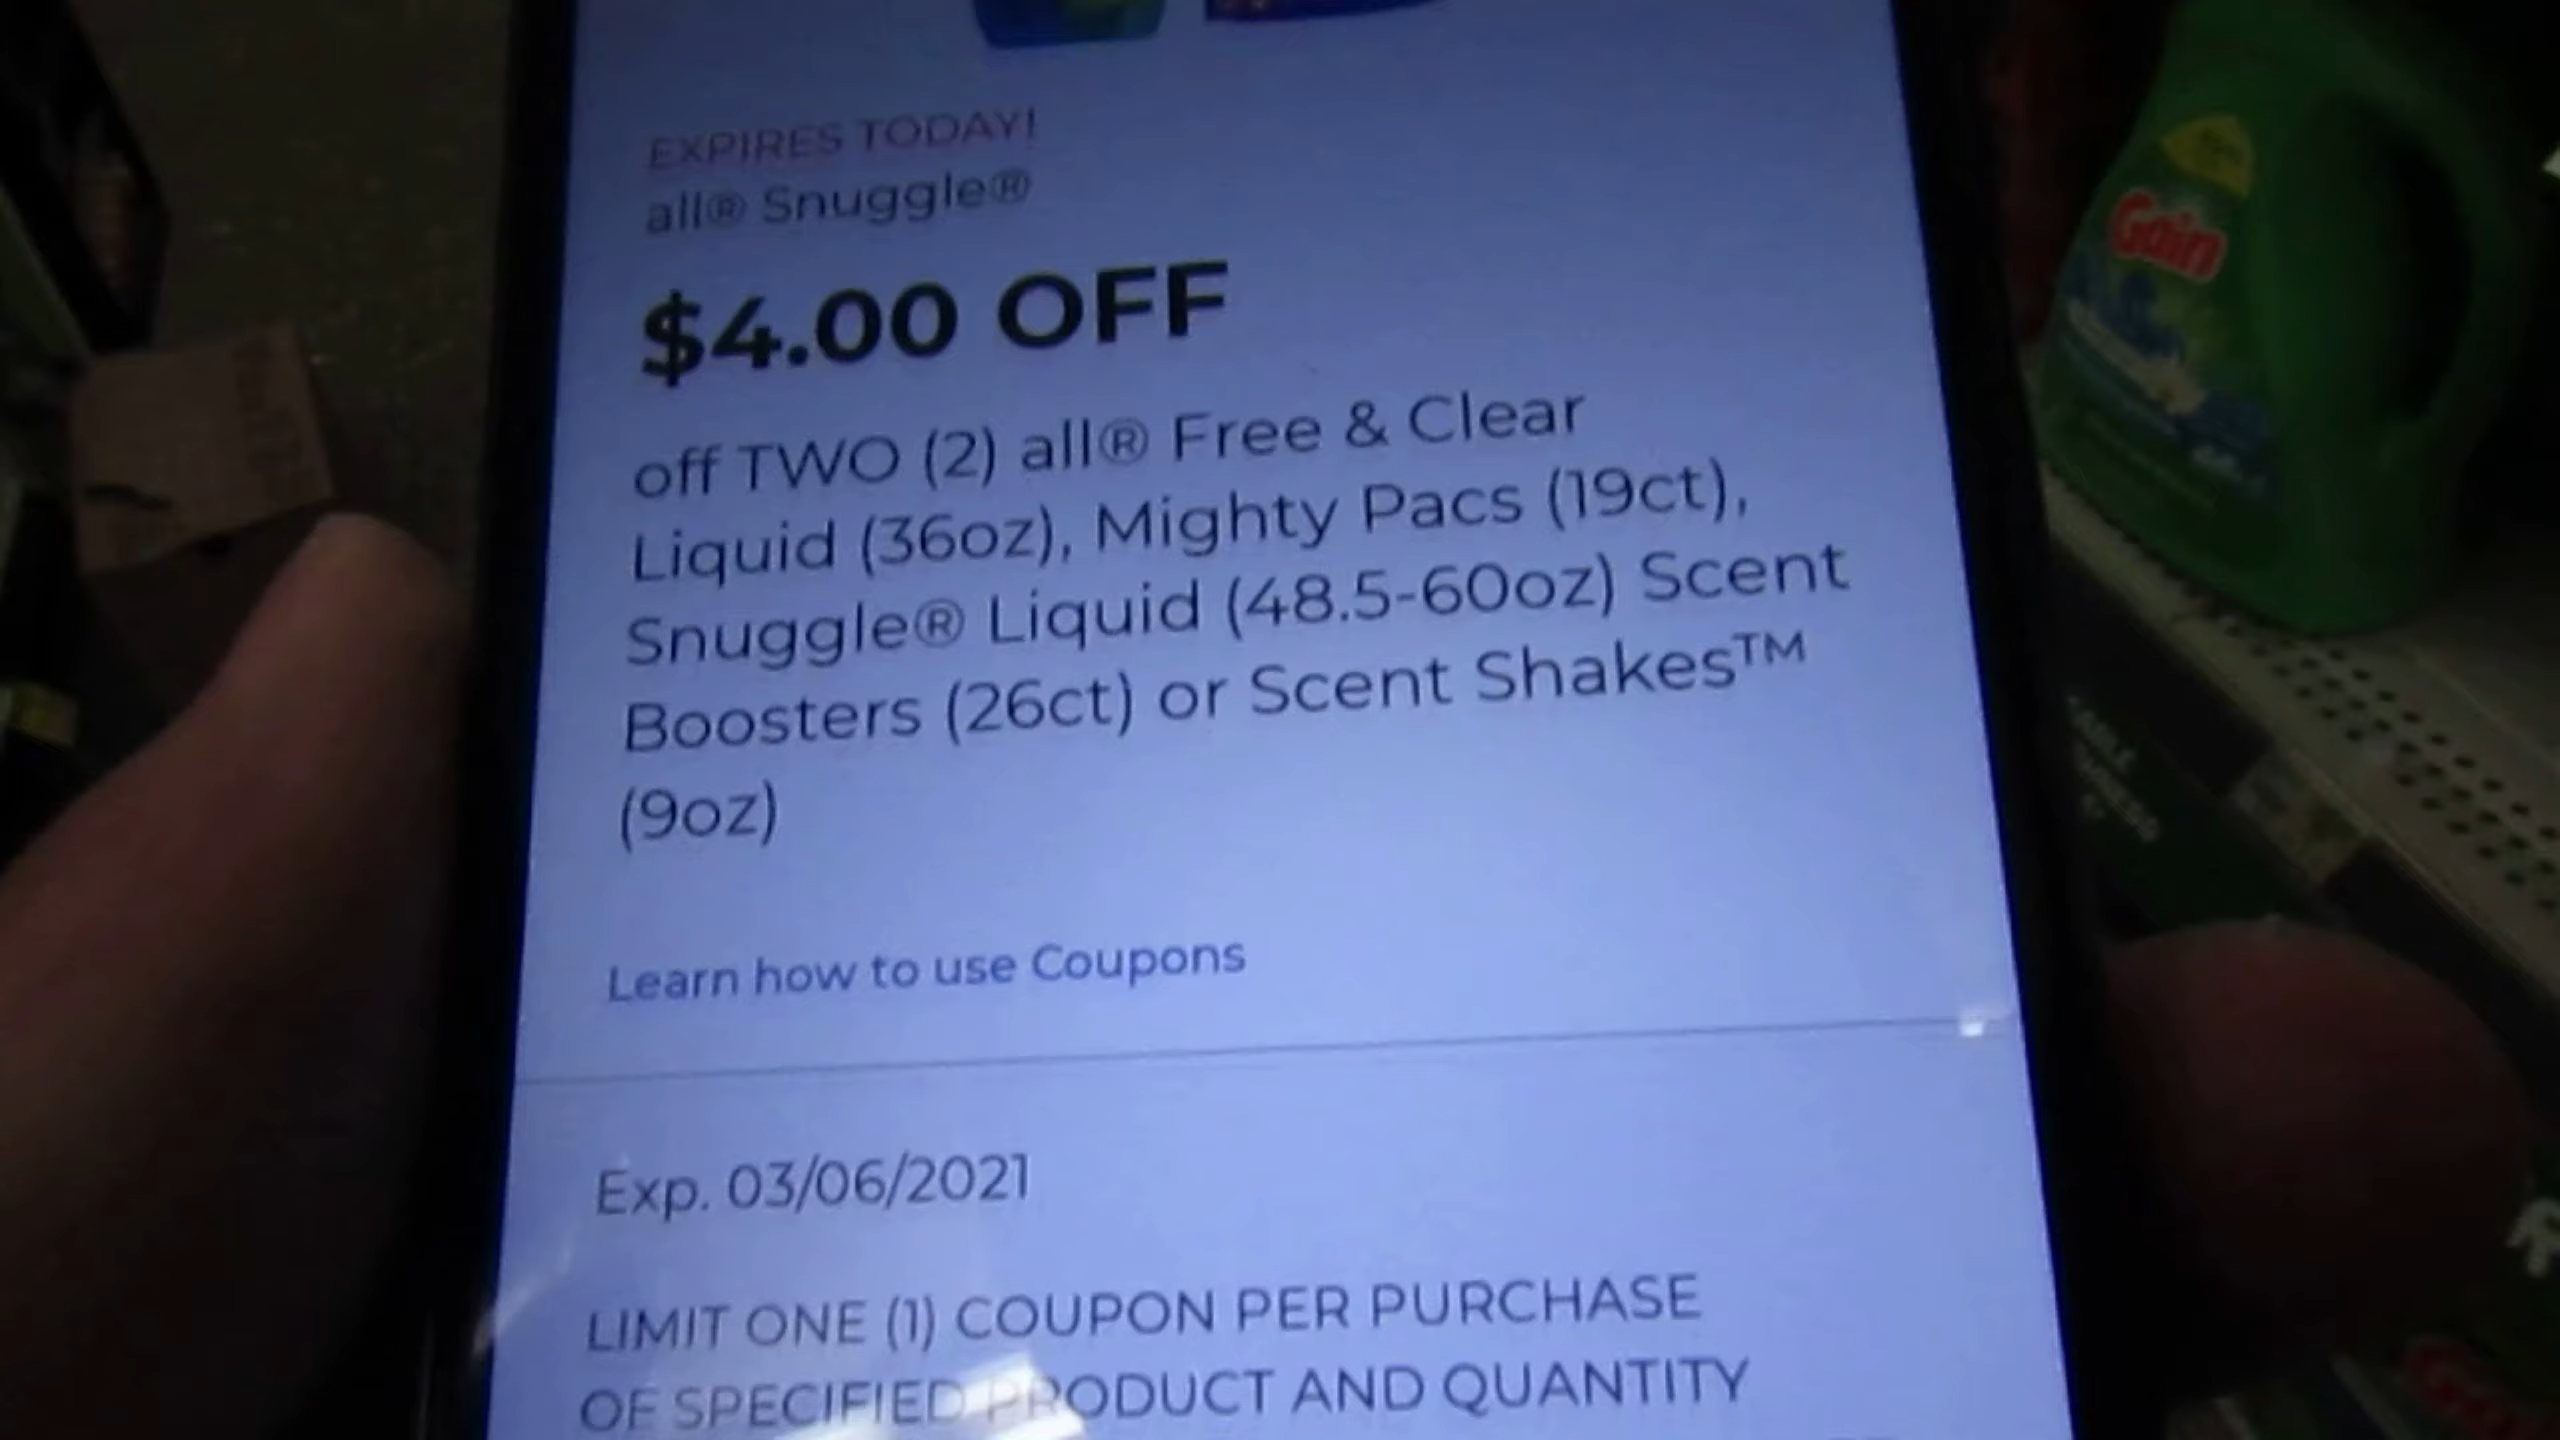 EXPIRES TODAY!
all® Snuggle®
$4.00 OFF
off TWO (2) all® Free & Clear
Liquid (36oz), Mighty Pacs (19ct),
Snuggle® Liquid (48.5-60oz) Scent
Boosters (26ct) or Scent Shakes™
(9oz)
Learn how to use Coupons
Exp. 03/06/2021
LIMIT ONE (1) COUPON PER PURCHASE
OF SPECIFIED PRODUCT AND QUANTITY
Gain